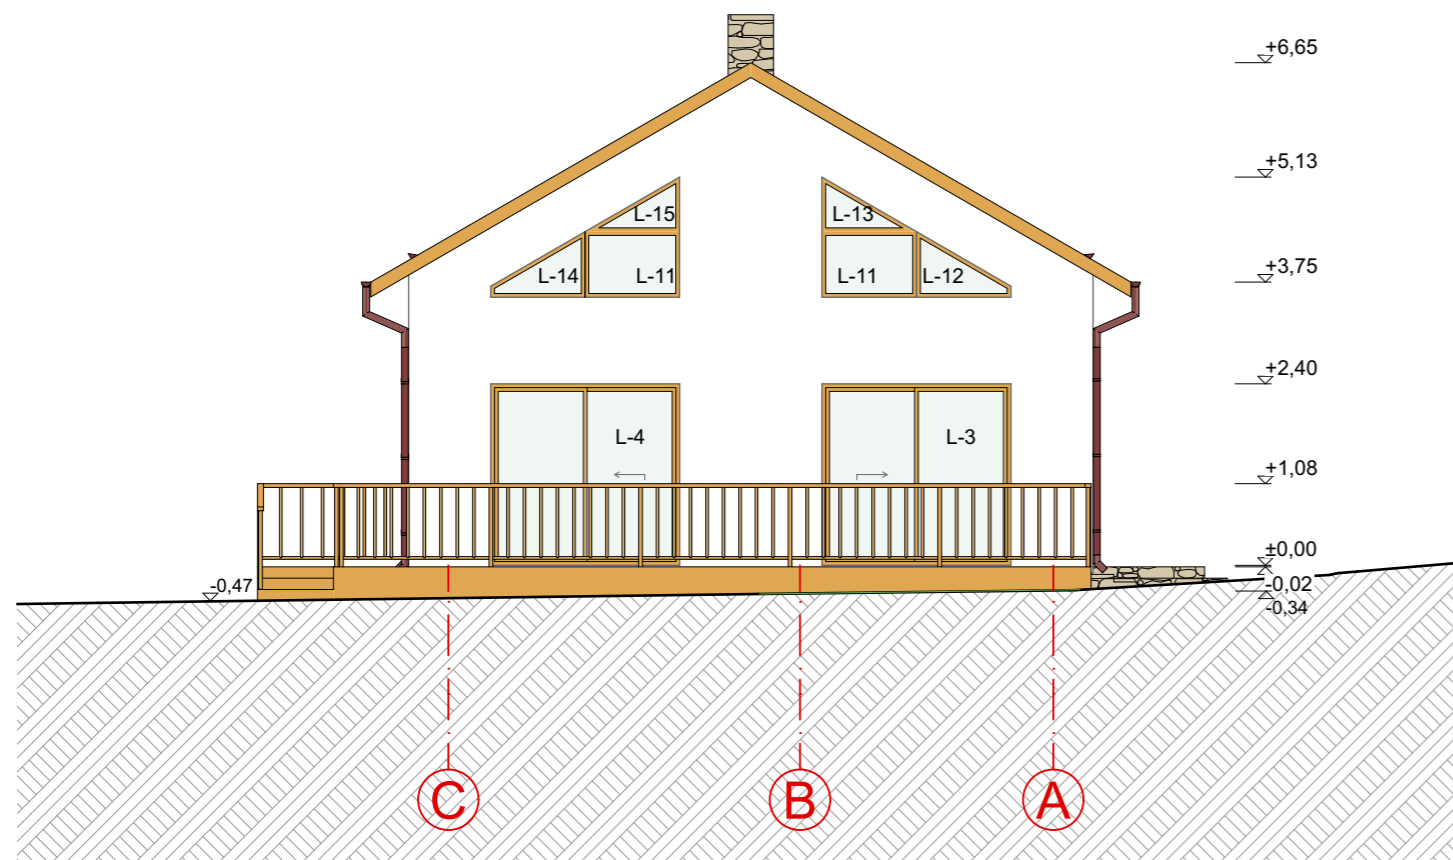 +6,65
+5,13
L-15
L-13
L-14
L-11
L-11
L-12
+3,75
+2,40
L-4
L-3
+1,08
±0,00
-0,47
-0,02
-0,34
C
B
A